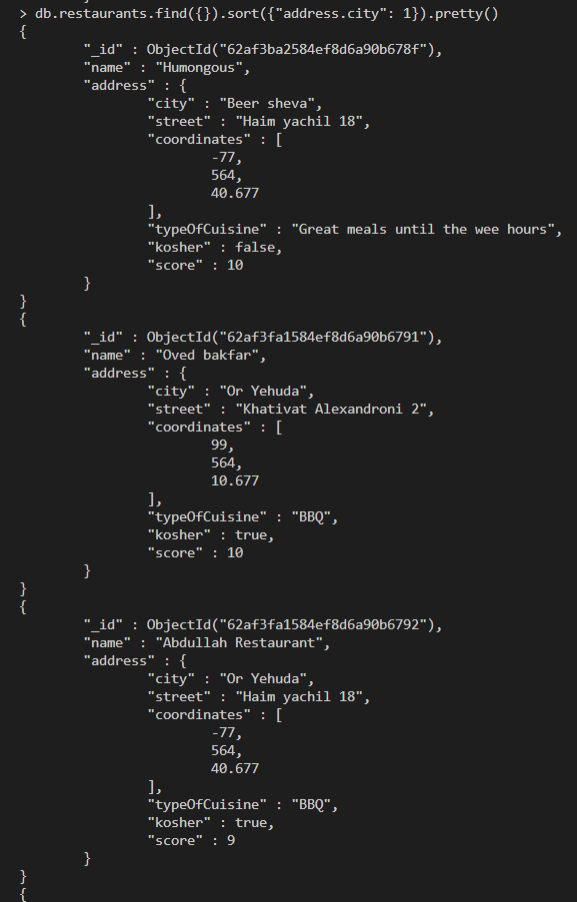 > db.restaurants.find({}).sort({"address.city": 1}).pretty()
{
        "_id" : ObjectId("62af3ba2584ef8d6a90b678f"),
        "name" : "Humongous",
        "address" : {
                "city" : "Beer sheva",
                "street" : "Haim yachil 18",
                "coordinates" : [
                        -77,
                        564,
                        40.677
                ],
                "typeOfCuisine" : "Great meals until the wee hours",
                "kosher" : false,
                "score" : 10
        }
}
{
        "_id" : ObjectId("62af3fa1584ef8d6a90b6791"),
        "name" : "Oved bakfar",
        "address" : {
                "city" : "Or Yehuda",
                "street" : "Khativat Alexandroni 2",
                "coordinates" : [
                        99,
                        564,
                        10.677
                ],
                "typeOfCuisine" : "BBQ",
                "kosher" : true,
                "score" : 10
        }
}
{
        "_id" : ObjectId("62af3fa1584ef8d6a90b6792"),
        "name" : "Abdullah Restaurant",
        "address" : {
                "city" : "Or Yehuda",
                "street" : "Haim yachil 18",
                "coordinates" : [
                        -77,
                        564,
                        40.677
                ],
                "typeOfCuisine" : "BBQ",
                "kosher" : true,
                "score" : 9
        }
}
{